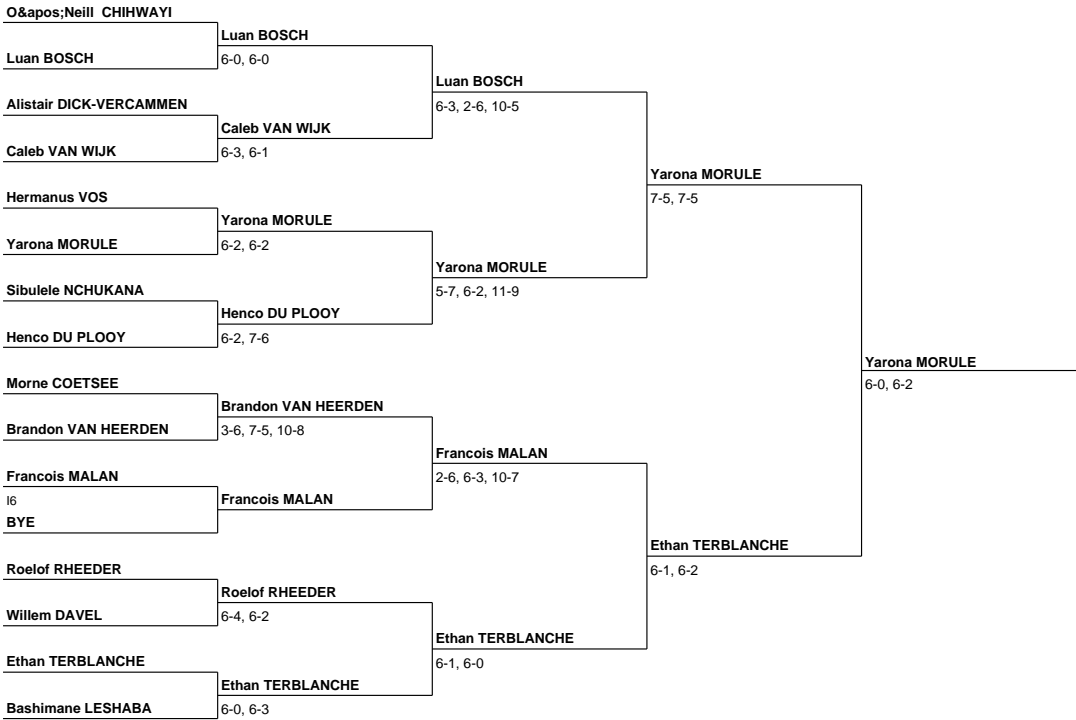 O&apos;Neill  CHIHWAYI
Luan BOSCH
Luan BOSCH
6-0, 6-0
Luan BOSCH
Alistair DICK-VERCAMMEN
6-3, 2-6, 10-5
Caleb VAN WIJK
Caleb VAN WIJK
6-3, 6-1
Yarona MORULE
Hermanus VOS
7-5, 7-5
Yarona MORULE
Yarona MORULE
6-2, 6-2
Yarona MORULE
Sibulele NCHUKANA
5-7, 6-2, 11-9
Henco DU PLOOY
Henco DU PLOOY
6-2, 7-6
Yarona MORULE
Morne COETSEE
6-0, 6-2
Brandon VAN HEERDEN
Brandon VAN HEERDEN
3-6, 7-5, 10-8
Francois MALAN
Francois MALAN
2-6, 6-3, 10-7
I6
Francois MALAN
BYE
Ethan TERBLANCHE
Roelof RHEEDER
6-1, 6-2
Roelof RHEEDER
Willem DAVEL
6-4, 6-2
Ethan TERBLANCHE
Ethan TERBLANCHE
6-1, 6-0
Ethan TERBLANCHE
Bashimane LESHABA
6-0, 6-3